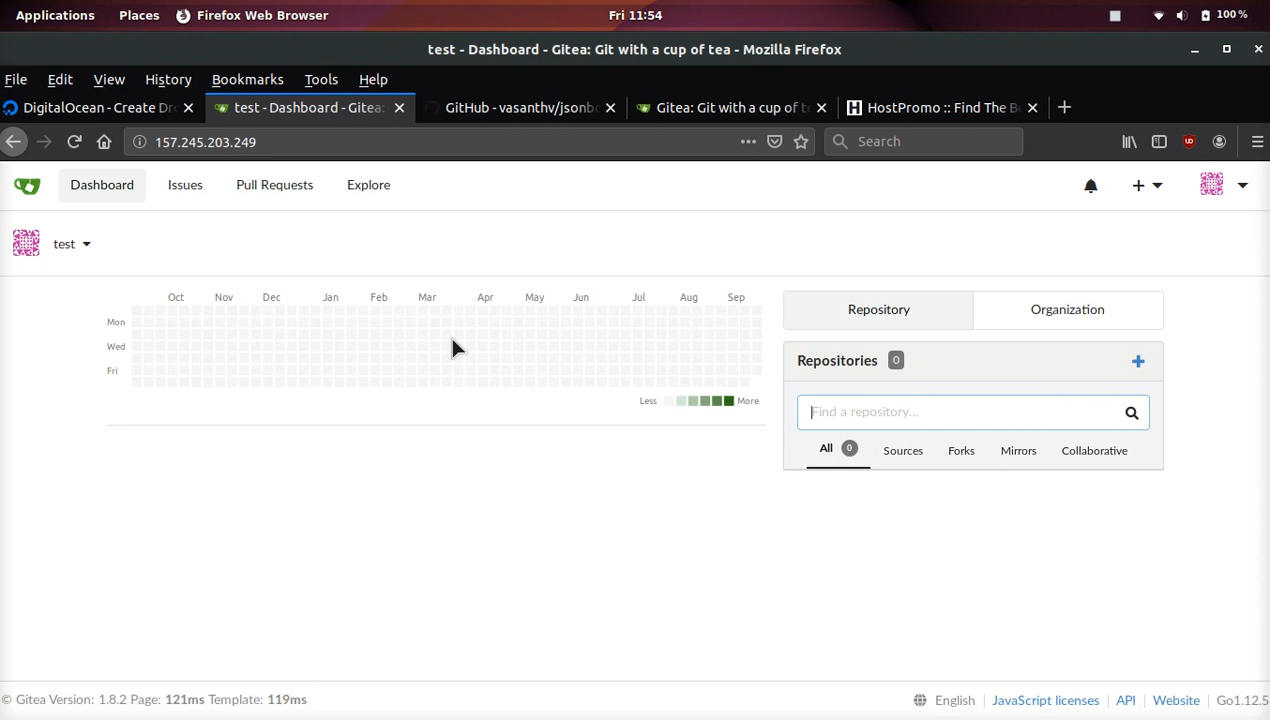 Applications Places Firefox Web Browser Fri 11:54 100%
test - Dashboard - Gitea: Git with a cup of tea - Mozilla Firefox
File Edit View History Bookmarks Tools Help
DigitalOcean - Create Dro test - Dashboard - Gitea: GitHub - vasanthv/jsonbo Gitea: Git with a cup of te HostPromo :: Find The Be
157.245.203.249 Search
Dashboard Issues Pull Requests Explore
test
Oct Nov Dec Jan Feb Mar Apr May Jun Jul Aug Sep
Mon
Wed
Fri
Less More
Repository Organization
Repositories 0
Find a repository...
All 0 Sources Forks Mirrors Collaborative
© Gitea Version: 1.8.2 Page: 121ms Template: 119ms English JavaScript licenses API Website Go1.12.5